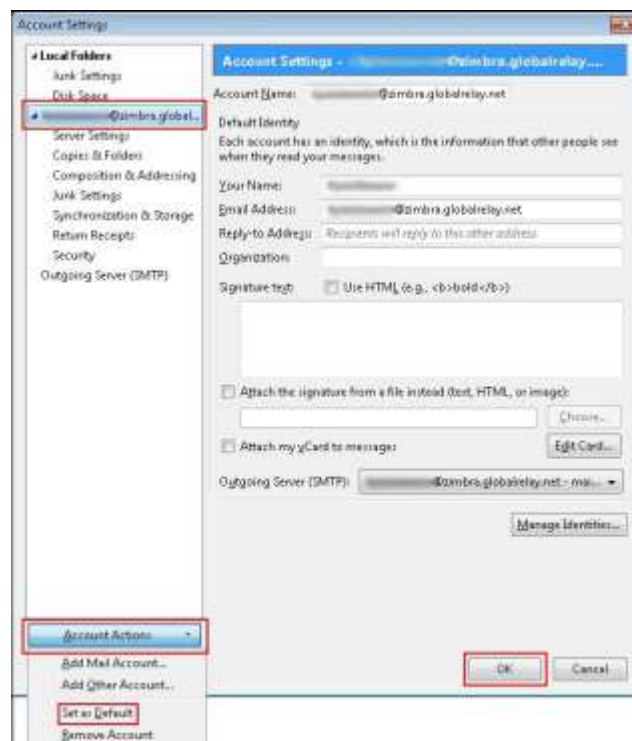 Account Settings
Local Folders
Junk Settings
Disk Space
@zimbra.global...
Server Settings
Copies & Folders
Composition & Addressing
Junk Settings
Synchronization & Storage
Return Receipts
Security
Outgoing Server (SMTP)
Account Settings - @zimbra.globalrelay....
Account Name: @zimbra.globalrelay.net
Default Identity
Each account has an identity, which is the information that other people see
when they read your messages.
Your Name:
Email Address: @zimbra.globalrelay.net
Reply-to Address: Recipients will reply to this other address
Organization:
Signature text: Use HTML (e.g., <b>bold</b>)
Attach the signature from a file instead (text, HTML, or image):
Choose...
Attach my vCard to messages
Edit Card...
Outgoing Server (SMTP): @zimbra.globalrelay.net - mai...
Manage Identities...
Account Actions
Add Mail Account...
Add Other Account...
Set as Default
Remove Account
OK
Cancel